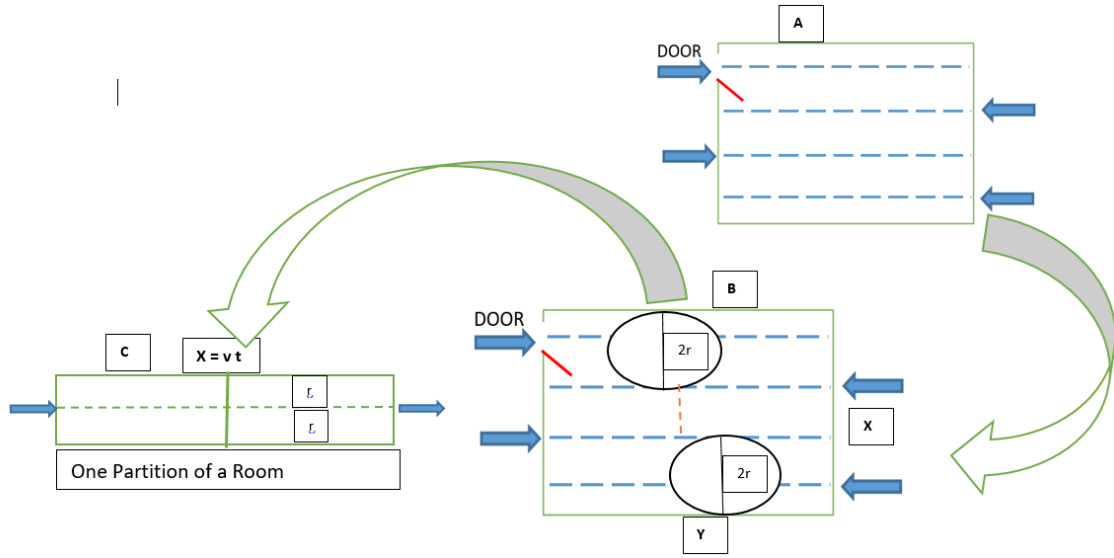 A
DOOR
B
DOOR
2r
C
X = v t
r
X
r
One Partition of a Room
2r
Y